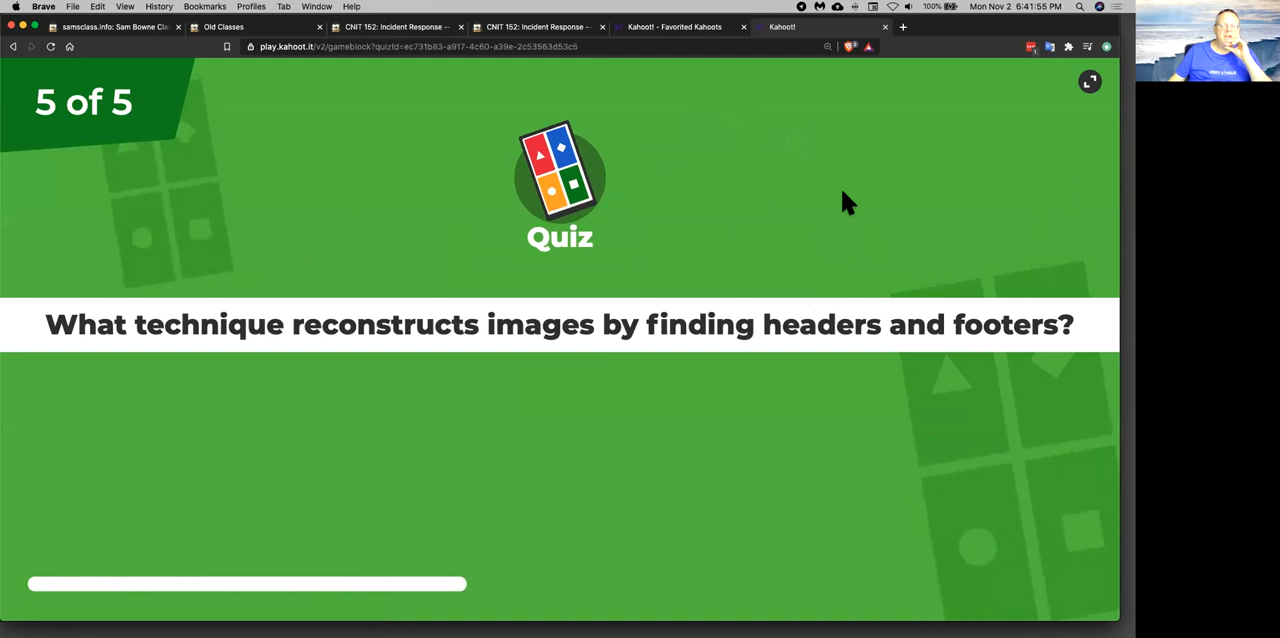 Brave File Edit View History Bookmarks Profiles Tab Window Help 100% Mon Nov 2 6:41:55 PM
samsclass.info: Sam Bowne Cla Old Classes CNIT 152: Incident Response - CNIT 152: Incident Response - Kahoot! - Favorited Kahoots Kahoot!
play.kahoot.it/v2/gameblock?quizId=ec731b83-a917-4c60-a39e-2c53563d53c5
5 of 5
Quiz
What technique reconstructs images by finding headers and footers?